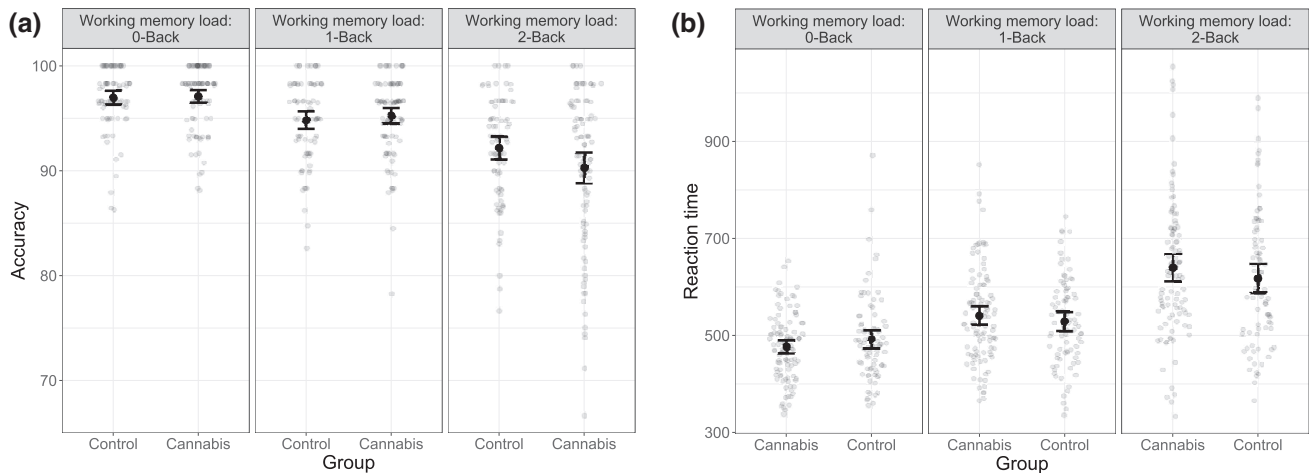 (a)
Working memory load:
0-Back
Working memory load:
1-Back
Working memory load:
2-Back
Accuracy
100
90
80
70
Control Cannabis
Control Cannabis
Control Cannabis
Group
(b)
Working memory load:
0-Back
Working memory load:
1-Back
Working memory load:
2-Back
Reaction time
900
700
500
300
Cannabis Control
Cannabis Control
Cannabis Control
Group